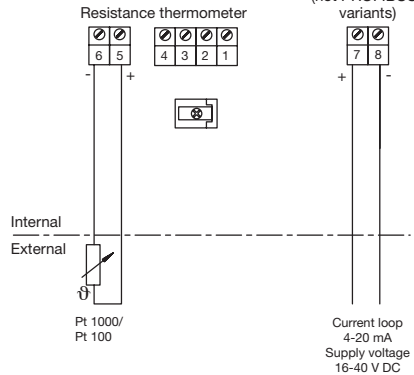 Resistance thermometer
variants)
6 5
4 3 2 1
7 8
- +
+ -
Internal
External
ϑ
Pt 1000/
Pt 100
Current loop
4-20 mA
Supply voltage
16-40 V DC